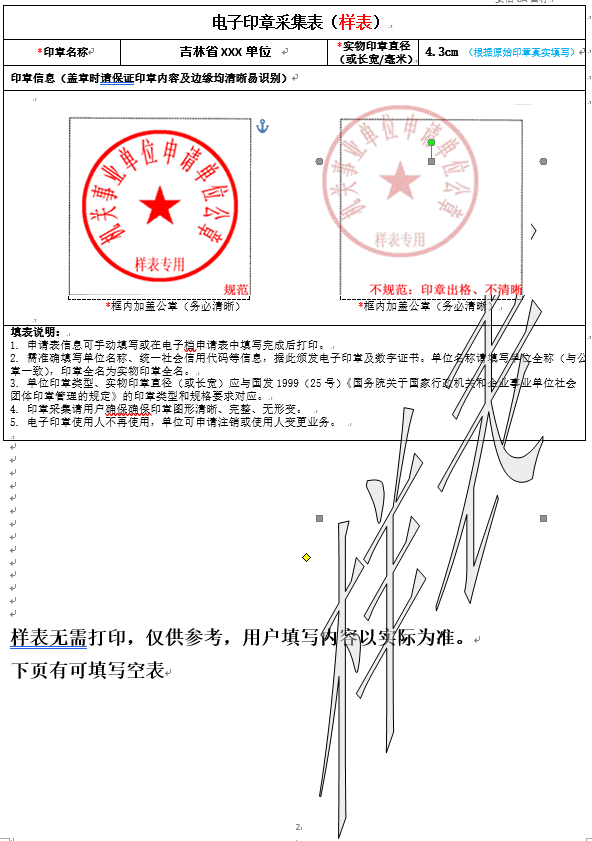 电子印章采集表（样表）
*印章名称 吉林省 XXX 单位 *实物印章直径（或长宽/毫米） 4.3cm （根据原始印章真实填写）
印章信息（盖章时请保证印章内容及边缘均清晰易识别）
机关事业单位申请单位公章
样表专用
规范
*框内加盖公章（务必清晰）
机关事业单位申请单位公章
样表专用
不规范：印章出格、不清晰
*框内加盖公章（务必清晰）
填表说明：
1. 申请表信息可手动填写或在电子档申请表中填写完成后打印。
2. 需准确填写单位名称、统一社会信用代码等信息，据此颁发电子印章及数字证书。单位名称请填写单位全称（与公
章一致），印章全名为实物印章全名。
3. 单位印章类型、实物印章直径（或长宽）应与国发 1999（25 号）《国务院关于国家行政机关和企业事业单位社会
团体印章管理的规定》的印章类型和规格要求对应。
4. 印章采集请用户确保确保印章图形清晰、完整、无形变。
5. 电子印章使用人不再使用，单位可申请注销或使用人变更业务。
样表无需打印，仅供参考，用户填写内容以实际为准。
下页有可填写空表
样礼
2